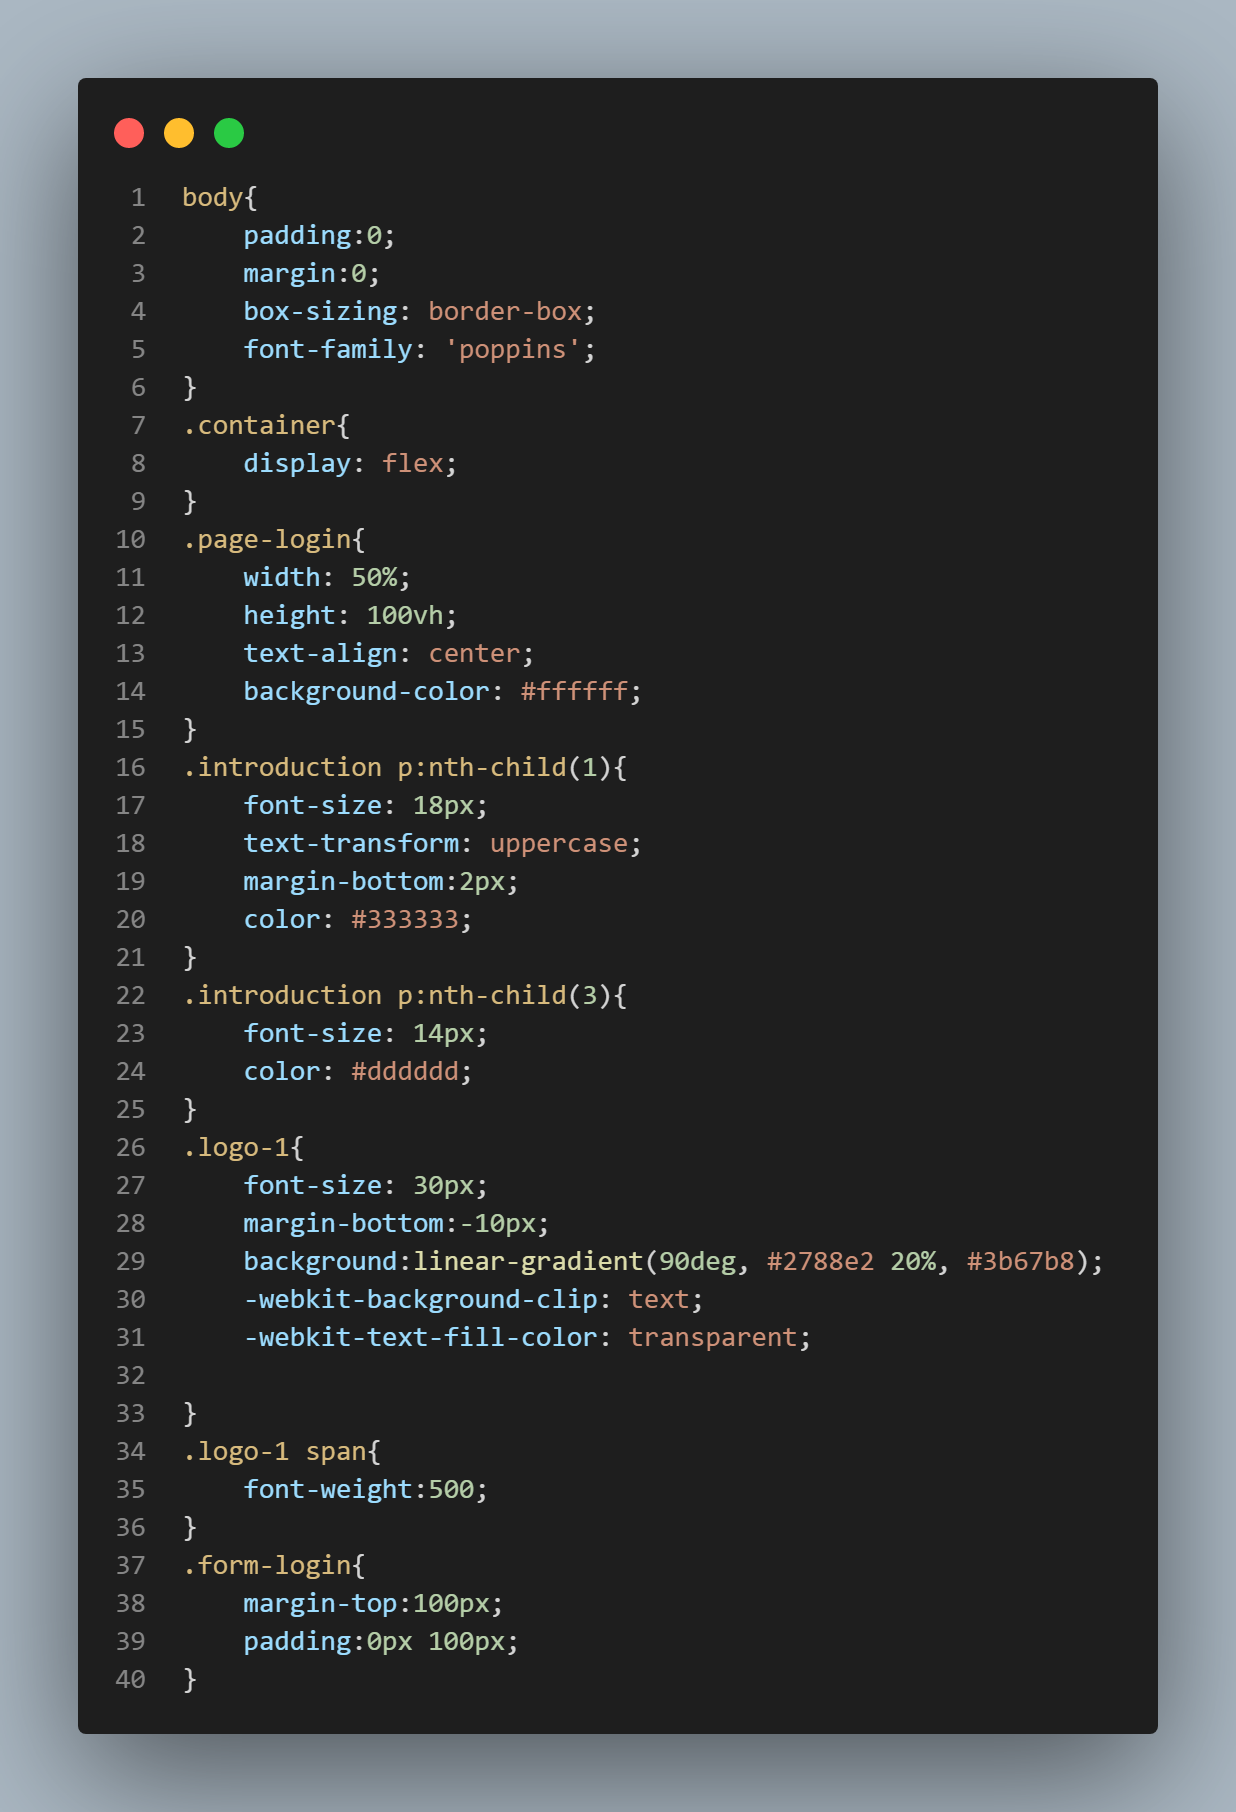 1 body{
2     padding:0;
3     margin:0;
4     box-sizing: border-box;
5     font-family: 'poppins';
6 }
7 .container{
8     display: flex;
9 }
10 .page-login{
11     width: 50%;
12     height: 100vh;
13     text-align: center;
14     background-color: #ffffff;
15 }
16 .introduction p:nth-child(1){
17     font-size: 18px;
18     text-transform: uppercase;
19     margin-bottom:2px;
20     color: #333333;
21 }
22 .introduction p:nth-child(3){
23     font-size: 14px;
24     color: #dddddd;
25 }
26 .logo-1{
27     font-size: 30px;
28     margin-bottom:-10px;
29     background:linear-gradient(90deg, #2788e2 20%, #3b67b8);
30     -webkit-background-clip: text;
31     -webkit-text-fill-color: transparent;
32
33 }
34 .logo-1 span{
35     font-weight:500;
36 }
37 .form-login{
38     margin-top:100px;
39     padding:0px 100px;
40 }